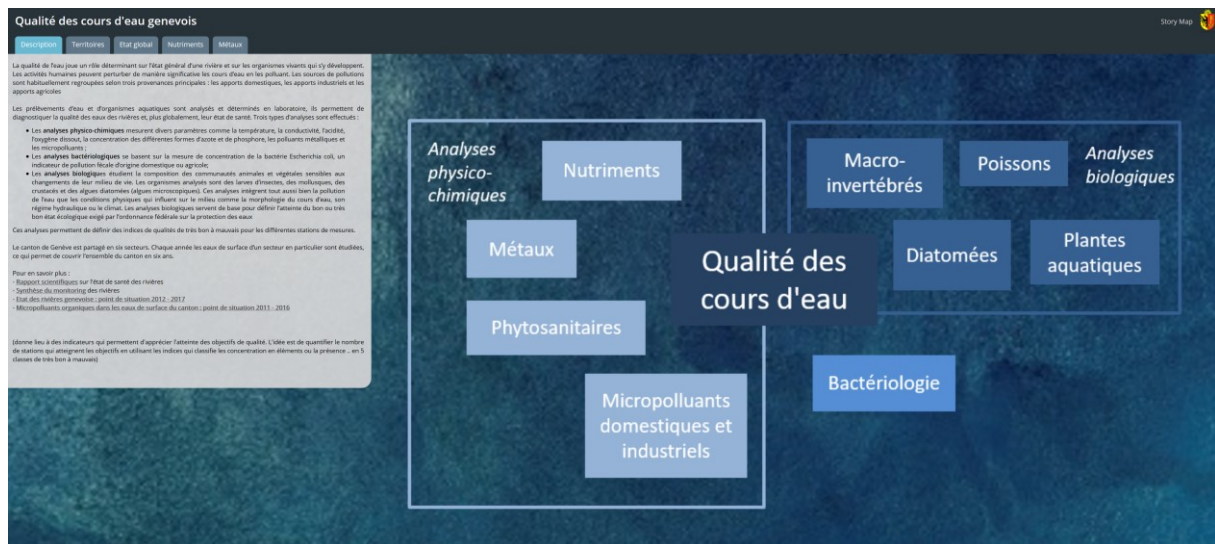 Qualité des cours d'eau genevois
Story Map
Description
Territoires
Etat global
Nutriments
Métaux
La qualité de l'eau joue un rôle déterminant sur l'état général d'une rivière et sur les organismes vivants qui s'y développent.
Les activités humaines peuvent perturber de manière significative les cours d'eau en les polluant. Les sources de pollutions
sont habituellement regroupées selon trois provenances principales : les apports domestiques, les apports industriels et les
apports agricoles
Les prélèvements d'eau et d'organismes aquatiques sont analysés et déterminés en laboratoire, ils permettent de
diagnostiquer la qualité des eaux des rivières et, plus globalement, leur état de santé. Trois types d'analyses sont effectués :
• Les analyses physico-chimiques mesurent divers paramètres comme la température, la conductivité, l'acidité,
l'oxygène dissout, la concentration des différentes formes d'azote et de phosphore, les polluants métalliques et
les micropolluants ;
• Les analyses bactériologiques se basent sur la mesure de concentration de la bactérie Escherichia coli, un
indicateur de pollution fécale d'origine domestique ou agricole;
• Les analyses biologiques étudient la composition des communautés animales et végétales sensibles aux
changements de leur milieu de vie. Les organismes analysés sont des larves d'insectes, des mollusques, des
crustacés et des algues diatomées (algues microscopiques). Ces analyses intègrent tout aussi bien la pollution
de l'eau que les conditions physiques qui influent sur le milieu comme la morphologie du cours d'eau, son
régime hydraulique ou le climat. Les analyses biologiques servent de base pour définir l'atteinte du bon ou très
bon état écologique exigé par l'ordonnance fédérale sur la protection des eaux
Ces analyses permettent de définir des indices de qualités de très bon à mauvais pour les différentes stations de mesures.
Le canton de Genève est partagé en six secteurs. Chaque année les eaux de surface d'un secteur en particulier sont étudiées,
ce qui permet de couvrir l'ensemble du canton en six ans.
Pour en savoir plus :
- Rapport scientifiques sur l'état de santé des rivières
- Synthèse du monitoring des rivières
- Etat des rivières genevoise : point de situation 2012 - 2017
- Micropolluants organiques dans les eaux de surface du canton : point de situation 2011 - 2016
(donne lieu à des indicateurs qui permettent d'apprécier l'atteinte des objectifs de qualité. L'idée est de quantifier le nombre
de stations qui atteignent les objectifs en utilisant les indices qui classifie les concentration en éléments ou la présence .. en 5
classes de très bon à mauvais)
Analyses
physico-
chimiques
Nutriments
Métaux
Phytosanitaires
Micropolluants
domestiques et
industriels
Qualité des
cours d'eau
Macro-
invertébrés
Poissons
Analyses
biologiques
Diatomées
Plantes
aquatiques
Bactériologie